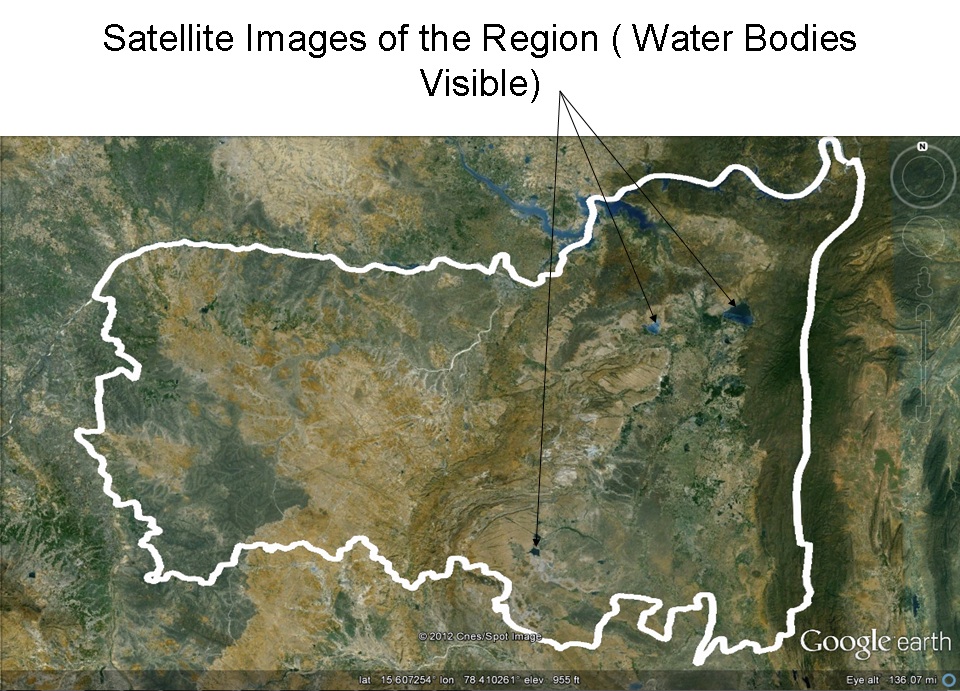 Satellite Images of the Region ( Water Bodies
Visible)
N
© 2012 Cnes/Spot Image
Google earth
lat 15.607254° lon 78.410261° elev 955 ft
Eye alt 136.07 mi